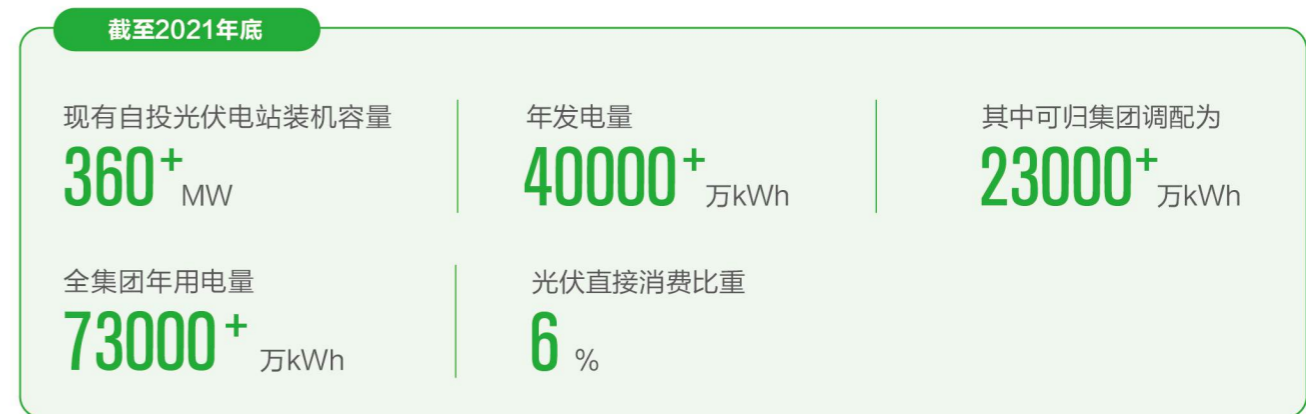 截至2021年底
现有自投光伏电站装机容量
360+MW
年发电量
40000+万kWh
其中可归集团调配为
23000+万kWh
全集团年用电量
73000+万kWh
光伏直接消费比重
6 %